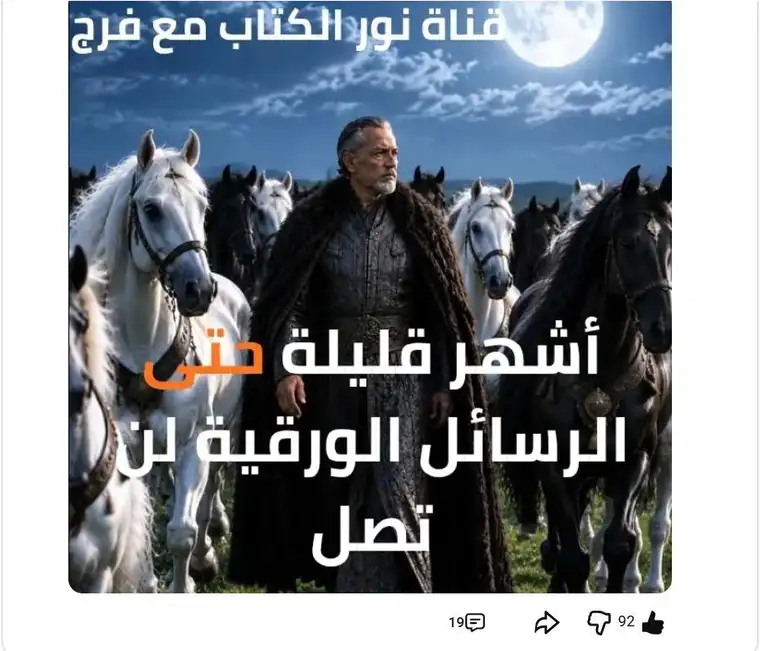 قناة نور الكتاب مع فرج
أشهر قليلة حتى
الرسائل الورقية لن
تصل
19
92